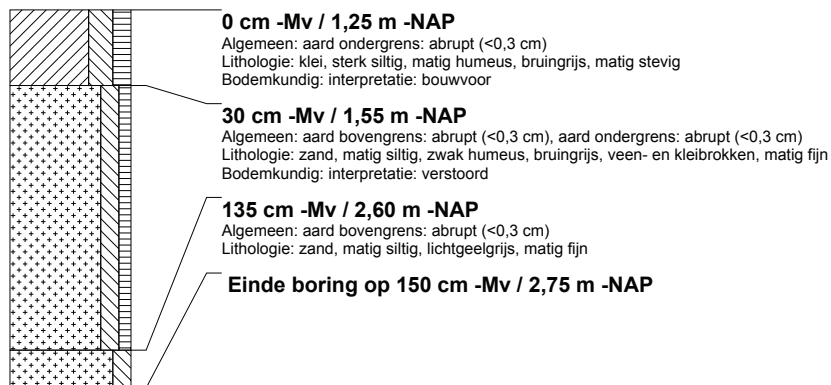 0 cm -Mv / 1,25 m -NAP
Algemeen: aard ondergrens: abrupt (<0,3 cm)
Lithologie: klei, sterk siltig, matig humeus, bruingrijs, matig stevig
Bodemkundig: interpretatie: bouwvoor
30 cm -Mv / 1,55 m -NAP
Algemeen: aard bovengrens: abrupt (<0,3 cm), aard ondergrens: abrupt (<0,3 cm)
Lithologie: zand, matig siltig, zwak humeus, bruingrijs, veen- en kleibrokken, matig fijn
Bodemkundig: interpretatie: verstoord
135 cm -Mv / 2,60 m -NAP
Algemeen: aard bovengrens: abrupt (<0,3 cm)
Lithologie: zand, matig siltig, lichtgeelgrijs, matig fijn
Einde boring op 150 cm -Mv / 2,75 m -NAP